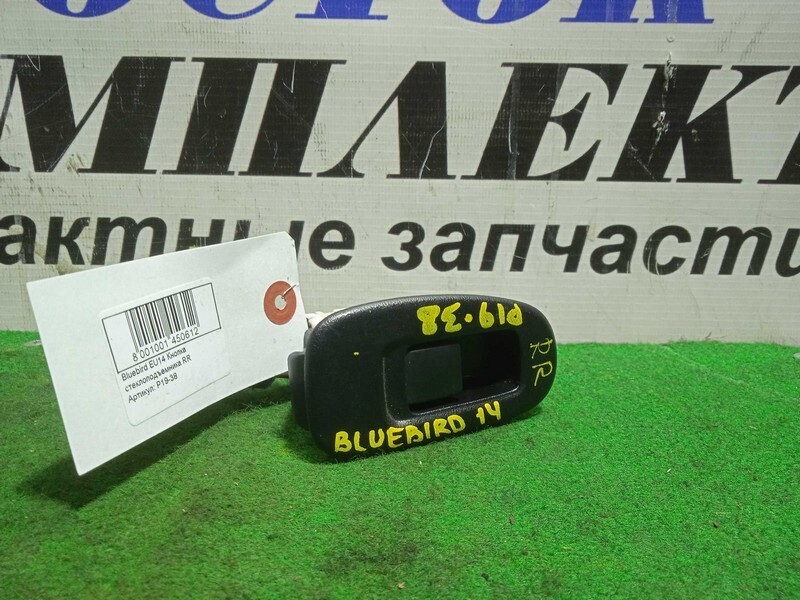 ОСТОК
МПЛЕКТ
актные запчасти
8 001001 450612
Bluebird EU14 Кнопка
стеклоподъемника RR
Артикул: P19-38
P19.38
RR
BLUEBIRD 14